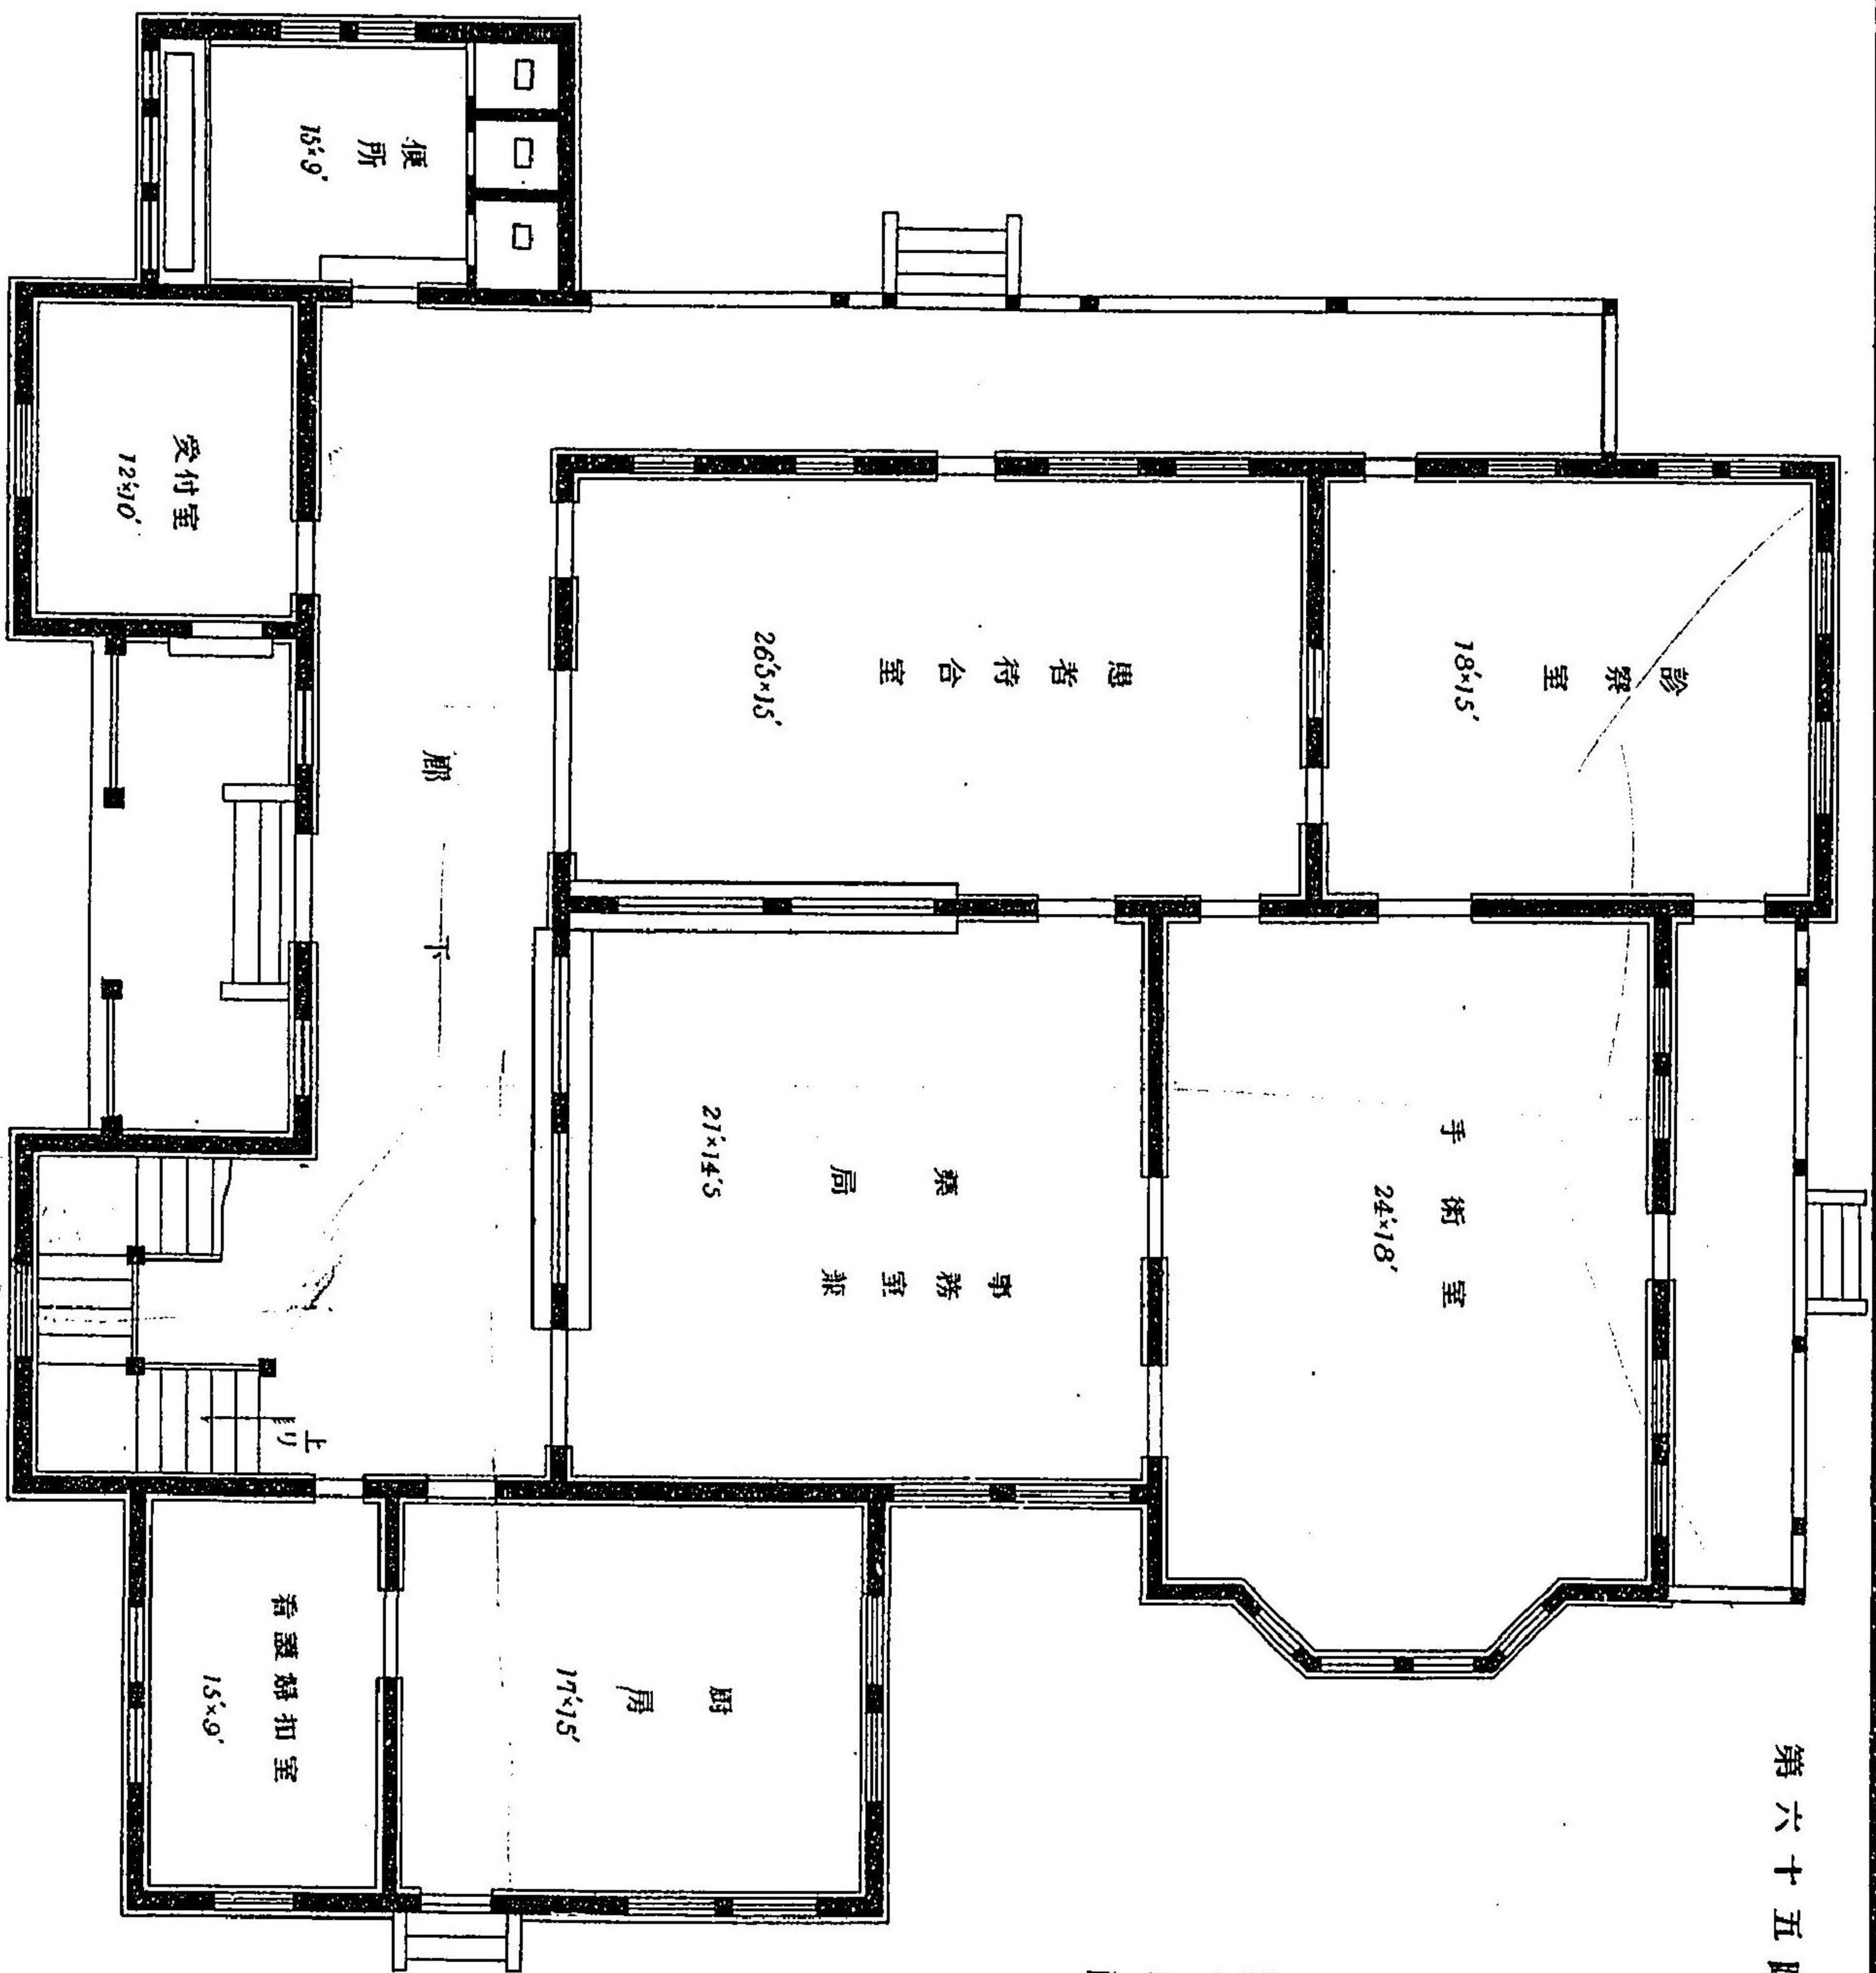 便所
15'×9'
受付室
12'×10'
患者待合室
26'5×15'
診察室
18'×15'
廊下
事務室兼
藥局
21'×14'5
手術室
24'×18'
上リ
看護婦扣室
15'×9'
厨房
17'×15'
第六十五